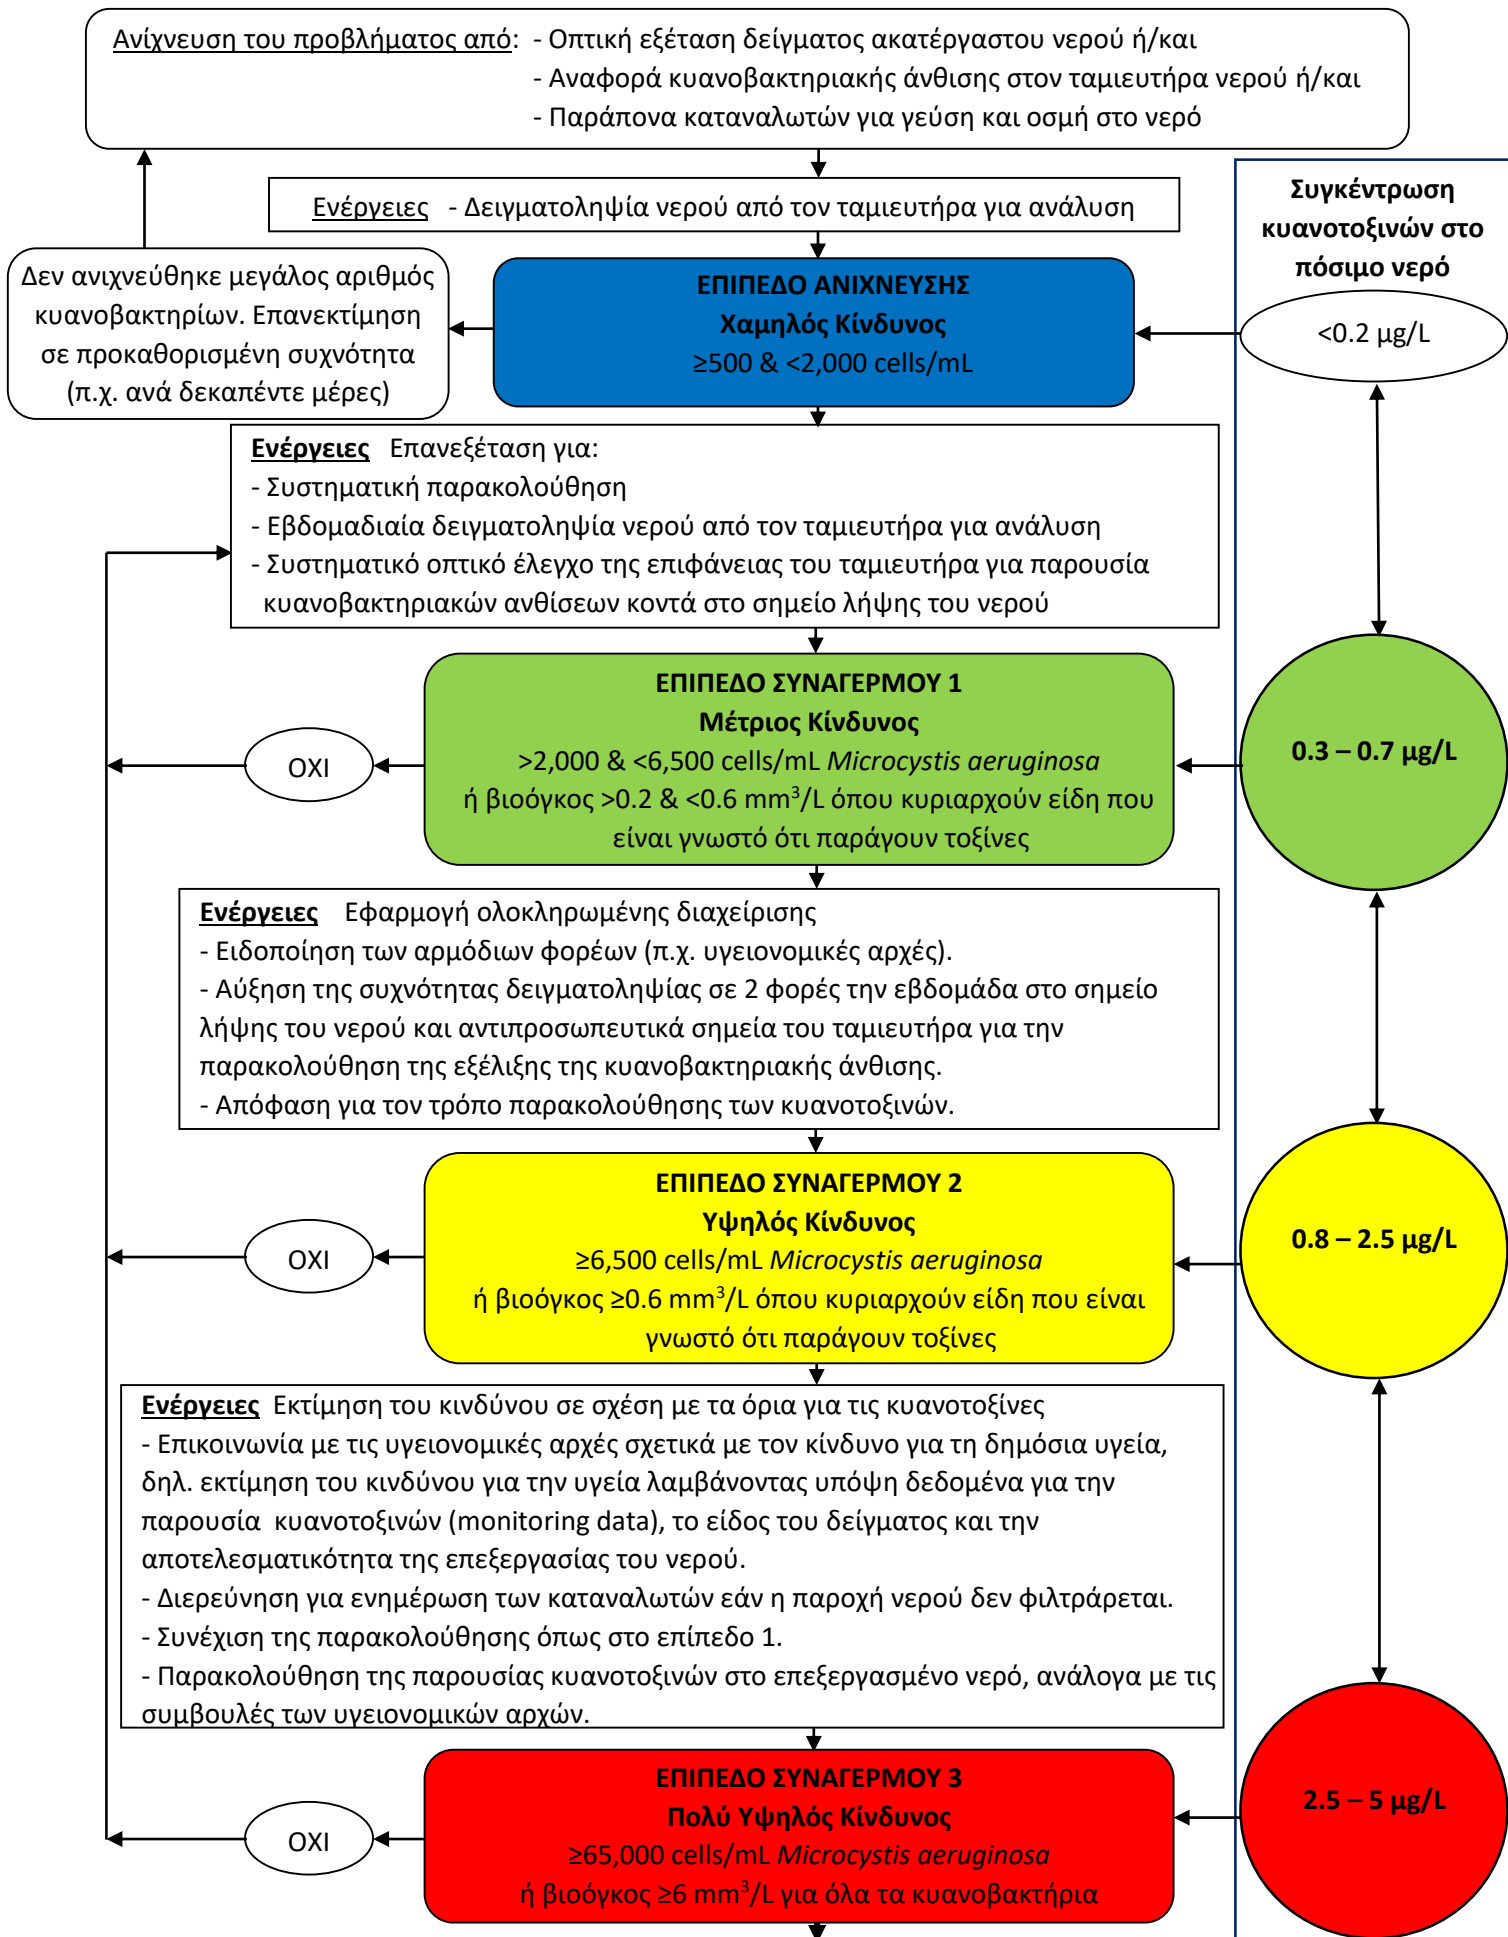 Ανίχνευση του προβλήματος από: - Οπτική εξέταση δείγματος ακατέργαστου νερού ή/και
- Αναφορά κυανοβακτηριακής άνθισης στον ταμιευτήρα νερού ή/και
- Παράπονα καταναλωτών για γεύση και οσμή στο νερό
Ενέργειες - Δειγματοληψία νερού από τον ταμιευτήρα για ανάλυση
Συγκέντρωση
κυανοτοξινών στο
πόσιμο νερό
<0.2 μg/L
Δεν ανιχνεύθηκε μεγάλος αριθμός
κυανοβακτηρίων. Επανεκτίμηση
σε προκαθορισμένη συχνότητα
(π.χ. ανά δεκαπέντε μέρες)
ΕΠΙΠΕΔΟ ΑΝΙΧΝΕΥΣΗΣ
Χαμηλός Κίνδυνος
≥500 & <2,000 cells/mL
Ενέργειες Επανεξέταση για:
- Συστηματική παρακολούθηση
- Εβδομαδιαία δειγματοληψία νερού από τον ταμιευτήρα για ανάλυση
- Συστηματικό οπτικό έλεγχο της επιφάνειας του ταμιευτήρα για παρουσία
κυανοβακτηριακών ανθίσεων κοντά στο σημείο λήψης του νερού
ΕΠΙΠΕΔΟ ΣΥΝΑΓΕΡΜΟΥ 1
Μέτριος Κίνδυνος
>2,000 & <6,500 cells/mL Microcystis aeruginosa
ή βιοόγκος >0.2 & <0.6 mm³/L όπου κυριαρχούν είδη που
είναι γνωστό ότι παράγουν τοξίνες
ΟΧΙ
0.3 – 0.7 μg/L
Ενέργειες Εφαρμογή ολοκληρωμένης διαχείρισης
- Ειδοποίηση των αρμόδιων φορέων (π.χ. υγειονομικές αρχές).
- Αύξηση της συχνότητας δειγματοληψίας σε 2 φορές την εβδομάδα στο σημείο
λήψης του νερού και αντιπροσωπευτικά σημεία του ταμιευτήρα για την
παρακολούθηση της εξέλιξης της κυανοβακτηριακής άνθισης.
- Απόφαση για τον τρόπο παρακολούθησης των κυανοτοξινών.
ΕΠΙΠΕΔΟ ΣΥΝΑΓΕΡΜΟΥ 2
Υψηλός Κίνδυνος
≥6,500 cells/mL Microcystis aeruginosa
ή βιοόγκος ≥0.6 mm³/L όπου κυριαρχούν είδη που είναι
γνωστό ότι παράγουν τοξίνες
ΟΧΙ
0.8 – 2.5 μg/L
Ενέργειες Εκτίμηση του κινδύνου σε σχέση με τα όρια για τις κυανοτοξίνες
- Επικοινωνία με τις υγειονομικές αρχές σχετικά με τον κίνδυνο για τη δημόσια υγεία,
δηλ. εκτίμηση του κινδύνου για την υγεία λαμβάνοντας υπόψη δεδομένα για την
παρουσία κυανοτοξινών (monitoring data), το είδος του δείγματος και την
αποτελεσματικότητα της επεξεργασίας του νερού.
- Διερεύνηση για ενημέρωση των καταναλωτών εάν η παροχή νερού δεν φιλτράρεται.
- Συνέχιση της παρακολούθησης όπως στο επίπεδο 1.
- Παρακολούθηση της παρουσίας κυανοτοξινών στο επεξεργασμένο νερό, ανάλογα με τις
συμβουλές των υγειονομικών αρχών.
ΕΠΙΠΕΔΟ ΣΥΝΑΓΕΡΜΟΥ 3
Πολύ Υψηλός Κίνδυνος
≥65,000 cells/mL Microcystis aeruginosa
ή βιοόγκος ≥6 mm³/L για όλα τα κυανοβακτήρια
ΟΧΙ
2.5 – 5 μg/L